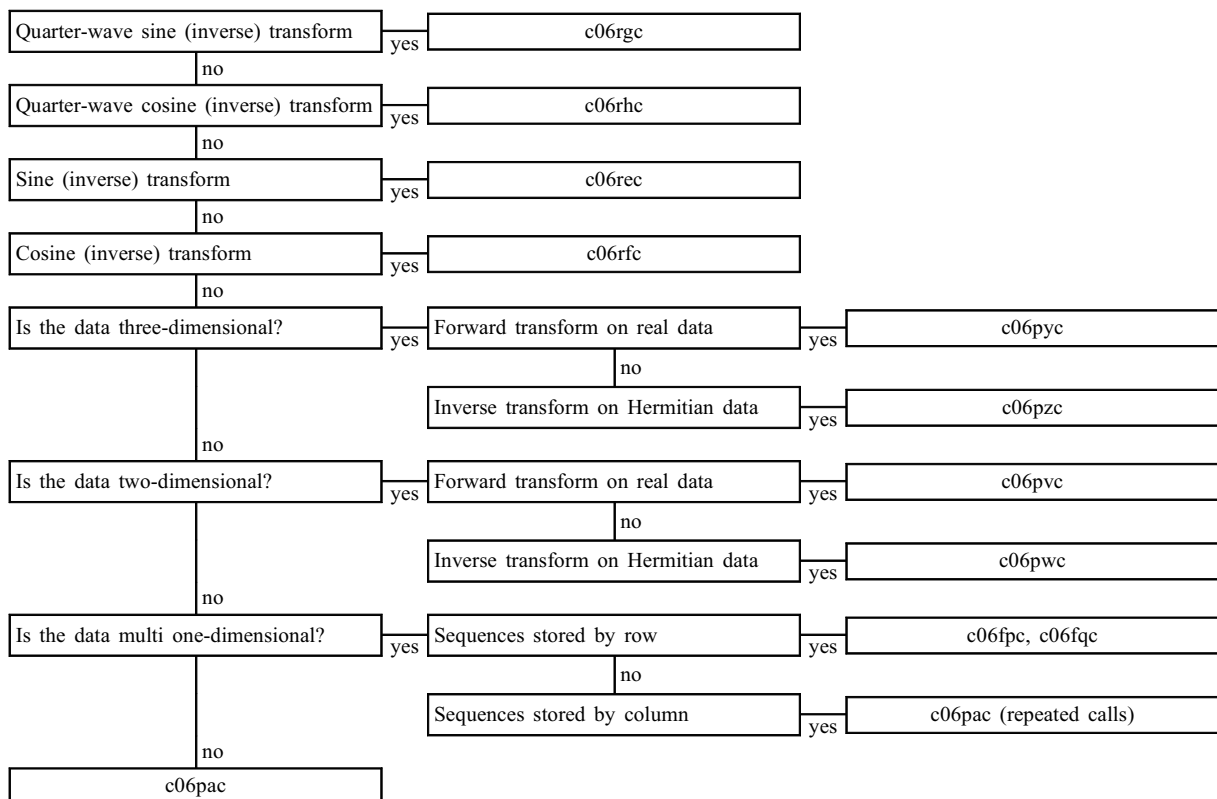 Quarter-wave sine (inverse) transform
yes
c06rgc
no
Quarter-wave cosine (inverse) transform
yes
c06rhc
no
Sine (inverse) transform
yes
c06rec
no
Cosine (inverse) transform
yes
c06rfc
no
Is the data three-dimensional?
yes
Forward transform on real data
yes
c06pyc
no
Inverse transform on Hermitian data
yes
c06pzc
no
Is the data two-dimensional?
yes
Forward transform on real data
yes
c06pvc
no
Inverse transform on Hermitian data
yes
c06pwc
no
Is the data multi one-dimensional?
yes
Sequences stored by row
yes
c06fpc, c06fqc
no
Sequences stored by column
yes
c06pac (repeated calls)
no
c06pac